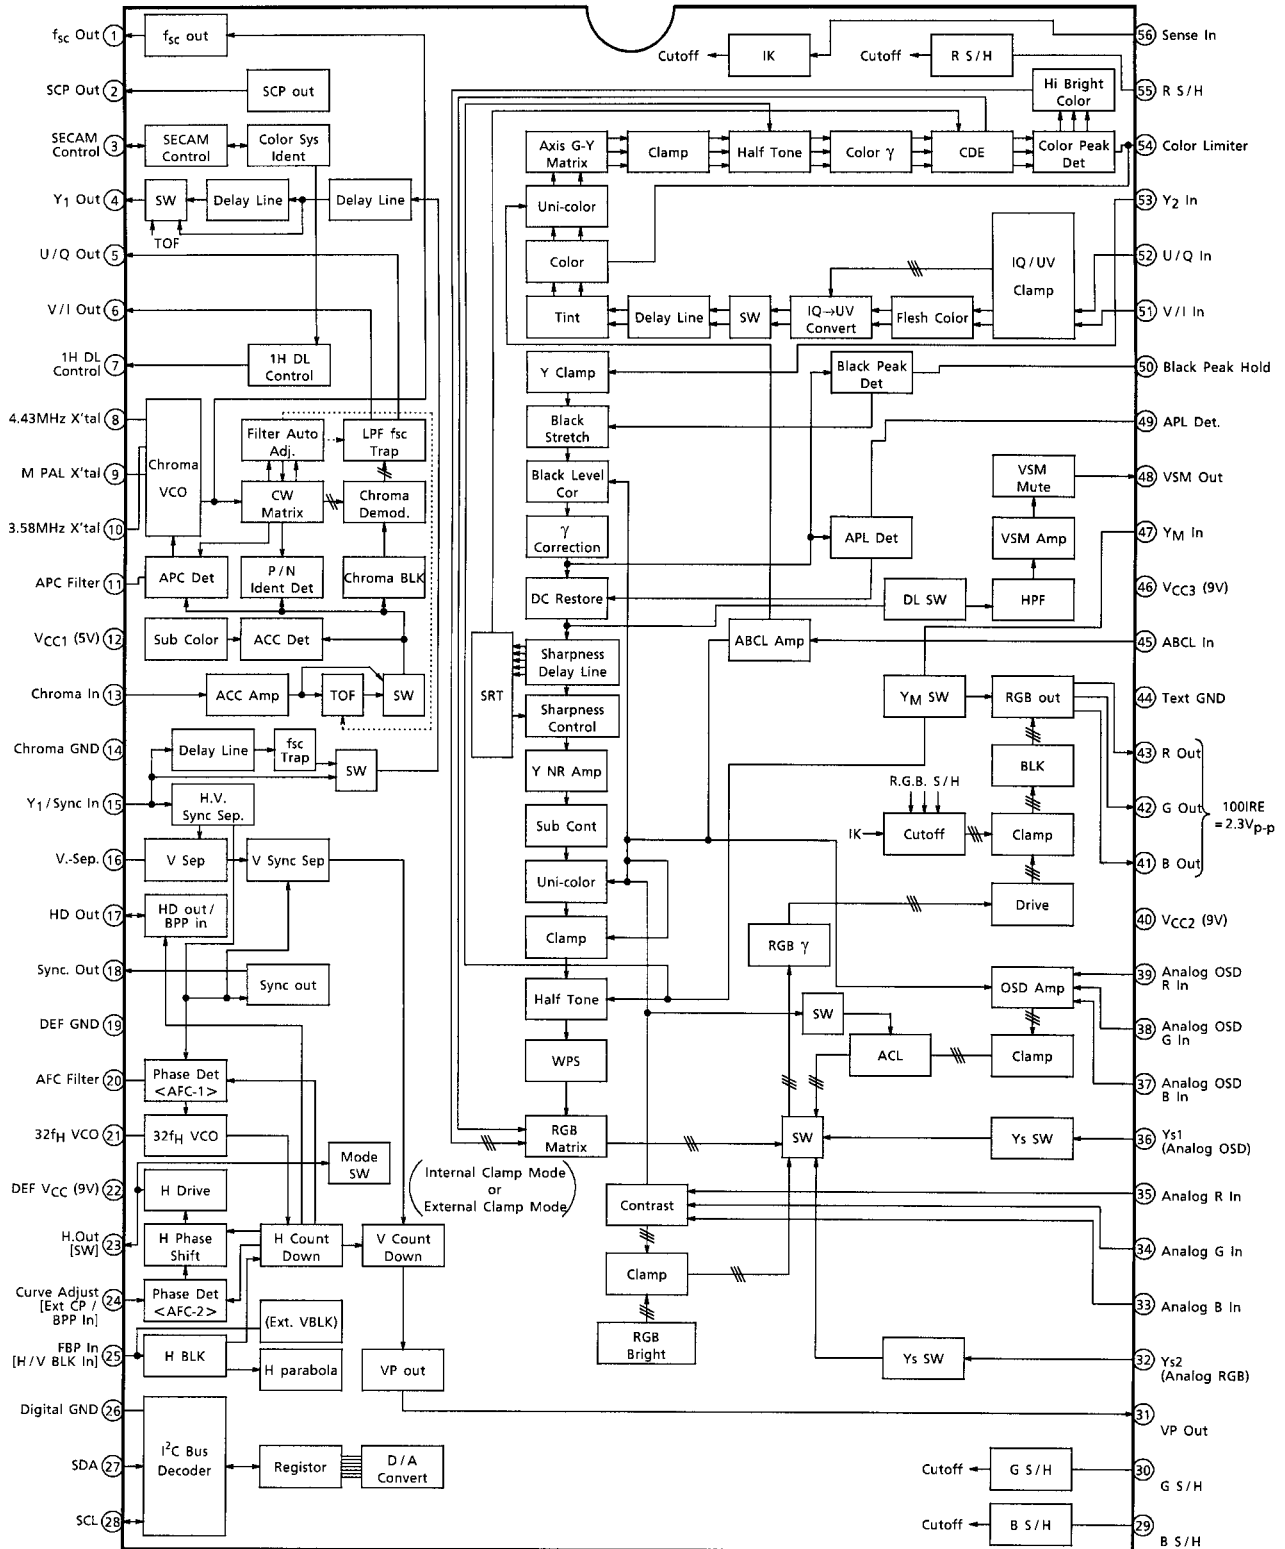 fsc Out 1
fsc out
SCP Out 2
SCP out
SECAM
Control 3
SECAM
Control
Color Sys
Ident
Y1 Out 4
SW
Delay Line
Delay Line
TOF
U/Q Out 5
V/I Out 6
1H DL
Control 7
1H DL
Control
4.43MHz X'tal 8
M PAL X'tal 9
3.58MHz X'tal 10
Chroma
VCO
Filter Auto
Adj.
LPF fsc
Trap
CW
Matrix
Chroma
Demod.
APC Filter 11
APC Det
P/N
Ident Det
Chroma BLK
VCC1 (5V) 12
Sub Color
ACC Det
Chroma In 13
ACC Amp
TOF
SW
Chroma GND 14
Delay Line
fsc
Trap
SW
Y1/Sync In 15
H.V.
Sync Sep.
V.-Sep. 16
V Sep
V Sync Sep
HD Out 17
HD out/
BPP in
Sync. Out 18
Sync out
DEF GND 19
AFC Filter 20
Phase Det
<AFC-1>
32fH VCO 21
32fH VCO
Mode
SW
DEF VCC (9V) 22
H Drive
H.Out
[SW] 23
H Phase
Shift
H Count
Down
V Count
Down
Curve Adjust
[Ext CP /
BPP In] 24
Phase Det
<AFC-2>
(Ext. VBLK)
FBP In
[H/V BLK In] 25
H BLK
H parabola
VP out
Digital GND 26
I2C Bus
Decoder
SDA 27
Registor
D/A
Convert
SCL 28
Cutoff
IK
Cutoff
R S/H
56 Sense In
Hi Bright
Color
55 R S/H
Axis G-Y
Matrix
Clamp
Half Tone
Color γ
CDE
Color Peak
Det
54 Color Limiter
Uni-color
53 Y2 In
Color
IQ/UV
Clamp
52 U/Q In
Tint
Delay Line
SW
IQ→UV
Convert
Flesh Color
51 V/I In
Y Clamp
Black Peak
Det
50 Black Peak Hold
Black
Stretch
49 APL Det.
Black Level
Cor
VSM
Mute
48 VSM Out
γ
Correction
APL Det
VSM Amp
47 YM In
DC Restore
DL SW
HPF
46 VCC3 (9V)
SRT
Sharpness
Delay Line
ABCL Amp
45 ABCL In
Sharpness
Control
YM SW
RGB out
44 Text GND
Y NR Amp
BLK
43 R Out
Sub Cont
R.G.B. S/H
IK
Cutoff
Clamp
42 G Out
100IRE
= 2.3Vp-p
41 B Out
Uni-color
Drive
Clamp
RGB γ
40 VCC2 (9V)
Half Tone
SW
OSD Amp
39 Analog OSD
R In
38 Analog OSD
G In
WPS
ACL
Clamp
37 Analog OSD
B In
RGB
Matrix
SW
Ys SW
36 Ys1
(Analog OSD)
(Internal Clamp Mode
or
External Clamp Mode)
Contrast
35 Analog R In
34 Analog G In
Clamp
33 Analog B In
RGB
Bright
Ys SW
32 Ys2
(Analog RGB)
31
VP Out
Cutoff
G S/H
30
G S/H
Cutoff
B S/H
29
B S/H